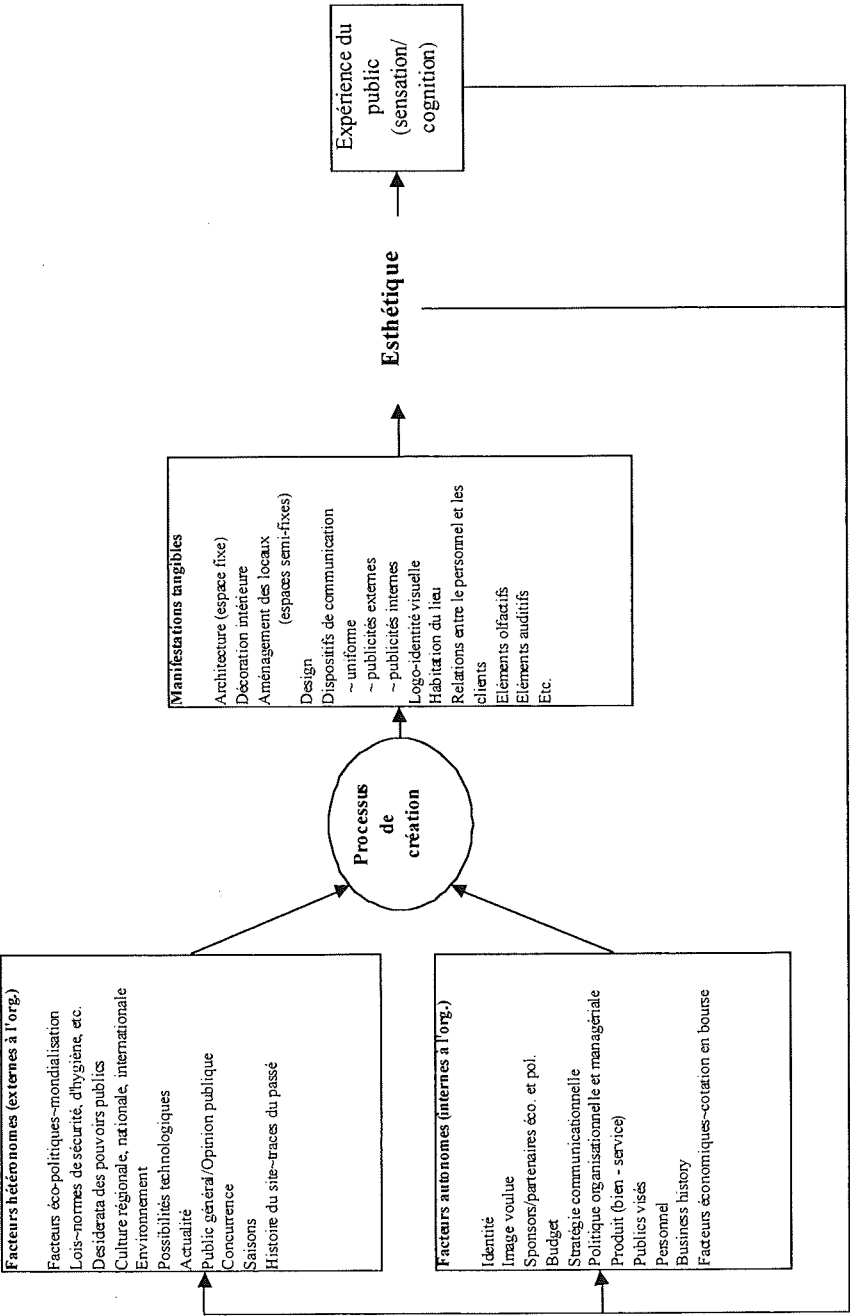 Facteurs hétéronomes (externes à l'org.)
Facteurs éco-politiques~mondialisation
Lois~normes de sécurité, d'hygiène, etc.
Desiderata des pouvoirs publics
Culture régionale, nationale, internationale
Environnement
Possibilités technologiques
Actualité
Public général/Opinion publique
Concurrence
Saisons
Histoire du site~traces du passé
Facteurs autonomes (internes à l'org.)
Identité
Image voulue
Sponsors/partenaires éco. et pol.
Budget
Stratégie communicationnelle
Politique organisationnelle et managériale
Produit (bien - service)
Publics visés
Personnel
Business history
Facteurs économiques~cotation en bourse
Processus
de
création
Manifestations tangibles
Architecture (espace fixe)
Décoration intérieure
Aménagement des locaux
(espaces semi-fixes)
Design
Dispositifs de communication
~ uniforme
~ publicités externes
~ publicités internes
Logo-identité visuelle
Habitation du lieu
Relations entre le personnel et les
clients
Eléments olfactifs
Eléments auditifs
Etc.
Esthétique
Expérience du
public
(sensation/
cognition)